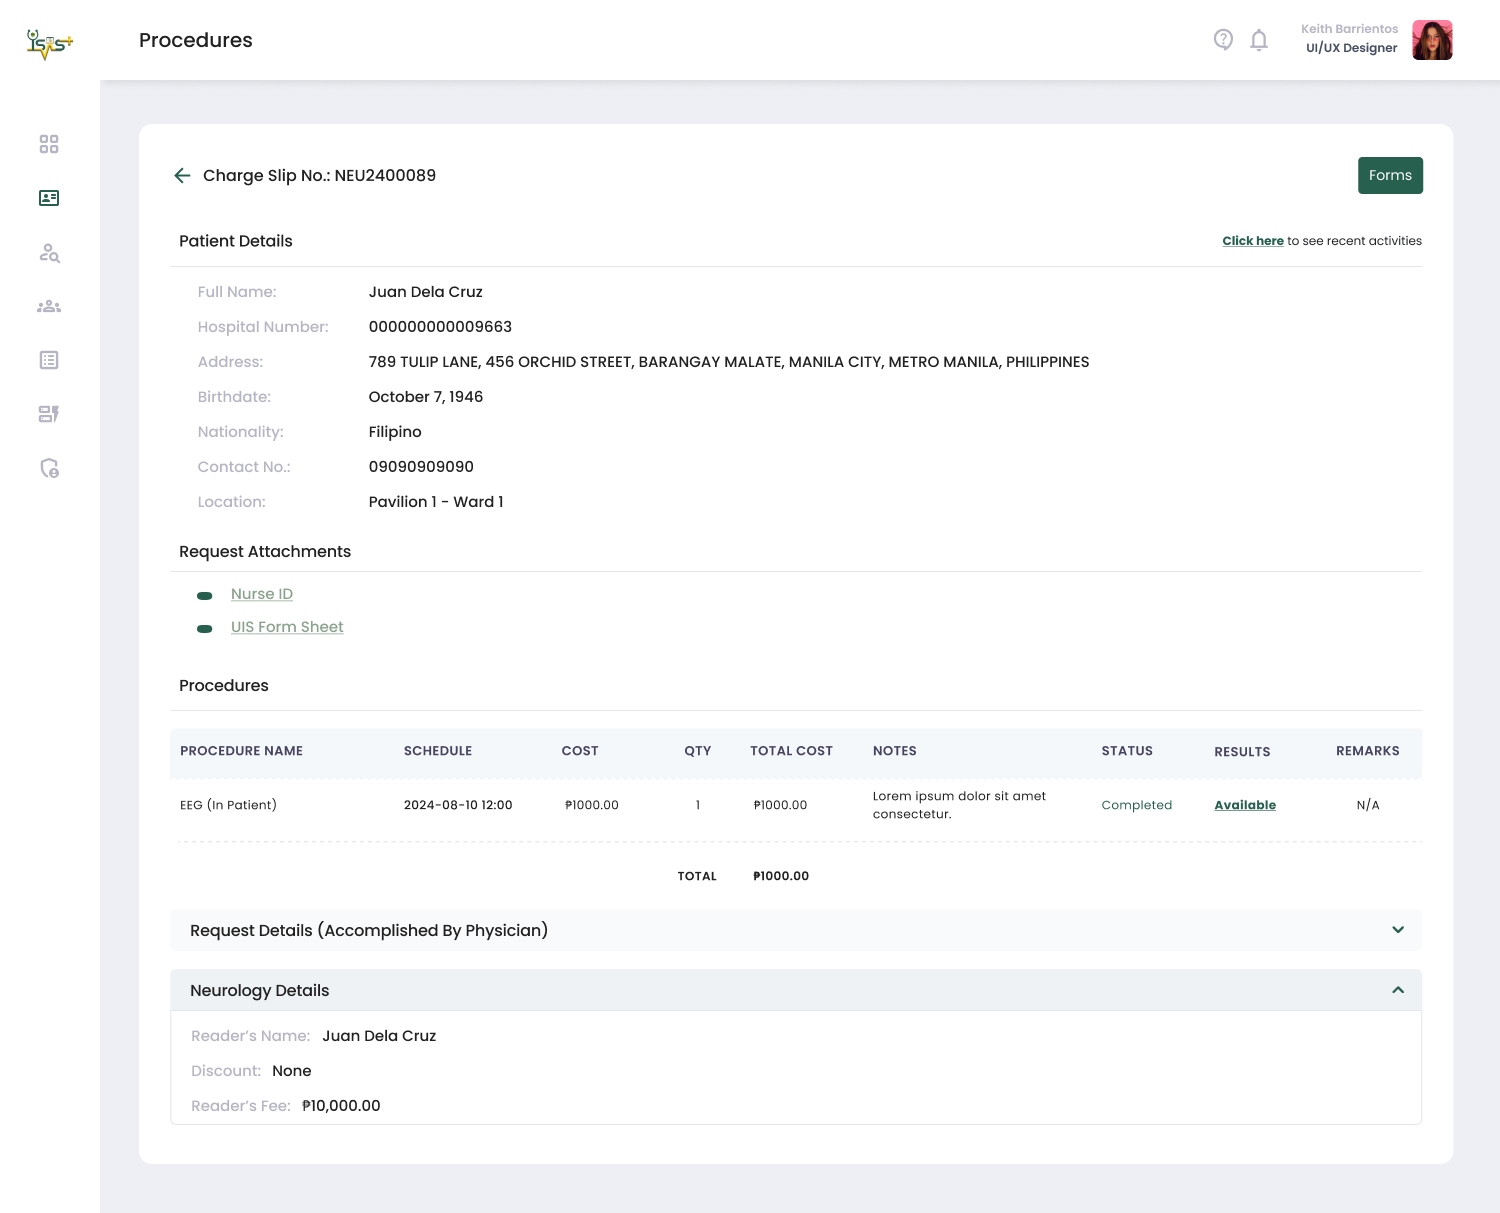 isis+
Procedures
Keith Barrientos
UI/UX Designer
Charge Slip No.: NEU2400089
Forms
Patient Details
Click here to see recent activities
Full Name: Juan Dela Cruz
Hospital Number: 000000000009663
Address: 789 TULIP LANE, 456 ORCHID STREET, BARANGAY MALATE, MANILA CITY, METRO MANILA, PHILIPPINES
Birthdate: October 7, 1946
Nationality: Filipino
Contact No.: 09090909090
Location: Pavilion 1 - Ward 1
Request Attachments
Nurse ID
UIS Form Sheet
Procedures
PROCEDURE NAME SCHEDULE COST QTY TOTAL COST NOTES STATUS RESULTS REMARKS
EEG (In Patient) 2024-08-10 12:00 ₱1000.00 1 ₱1000.00 Lorem ipsum dolor sit amet Completed Available N/A
consectetur.
TOTAL ₱1000.00
Request Details (Accomplished By Physician)
Neurology Details
Reader's Name: Juan Dela Cruz
Discount: None
Reader's Fee: ₱10,000.00